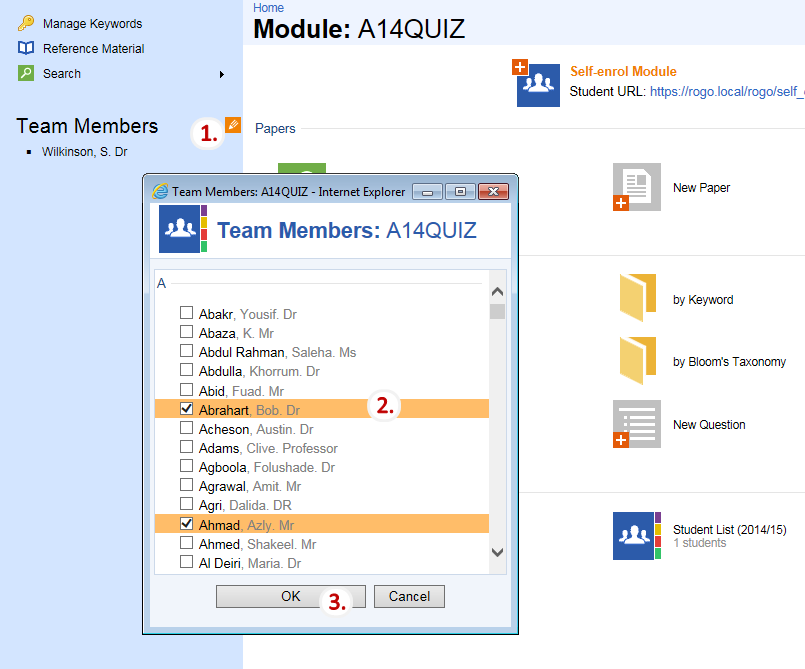 Manage Keywords
Reference Material
Search
Team Members
1.
Wilkinson, S. Dr
Home
Module: A14QUIZ
Self-enrol Module
Student URL: https://rogo.local/rogo/self_
Papers
New Paper
by Keyword
by Bloom's Taxonomy
New Question
Student List (2014/15)
1 students
Team Members: A14QUIZ - Internet Explorer
Team Members: A14QUIZ
A
Abakr, Yousif. Dr
Abaza, K. Mr
Abdul Rahman, Saleha. Ms
Abdulla, Khorrum. Dr
Abid, Fuad. Mr
Abrahart, Bob. Dr
2.
Acheson, Austin. Dr
Adams, Clive. Professor
Agboola, Folushade. Dr
Agrawal, Amit. Mr
Agri, Dalida. DR
Ahmad, Azly. Mr
Ahmed, Shakeel. Mr
Al Deiri, Maria. Dr
OK
3.
Cancel